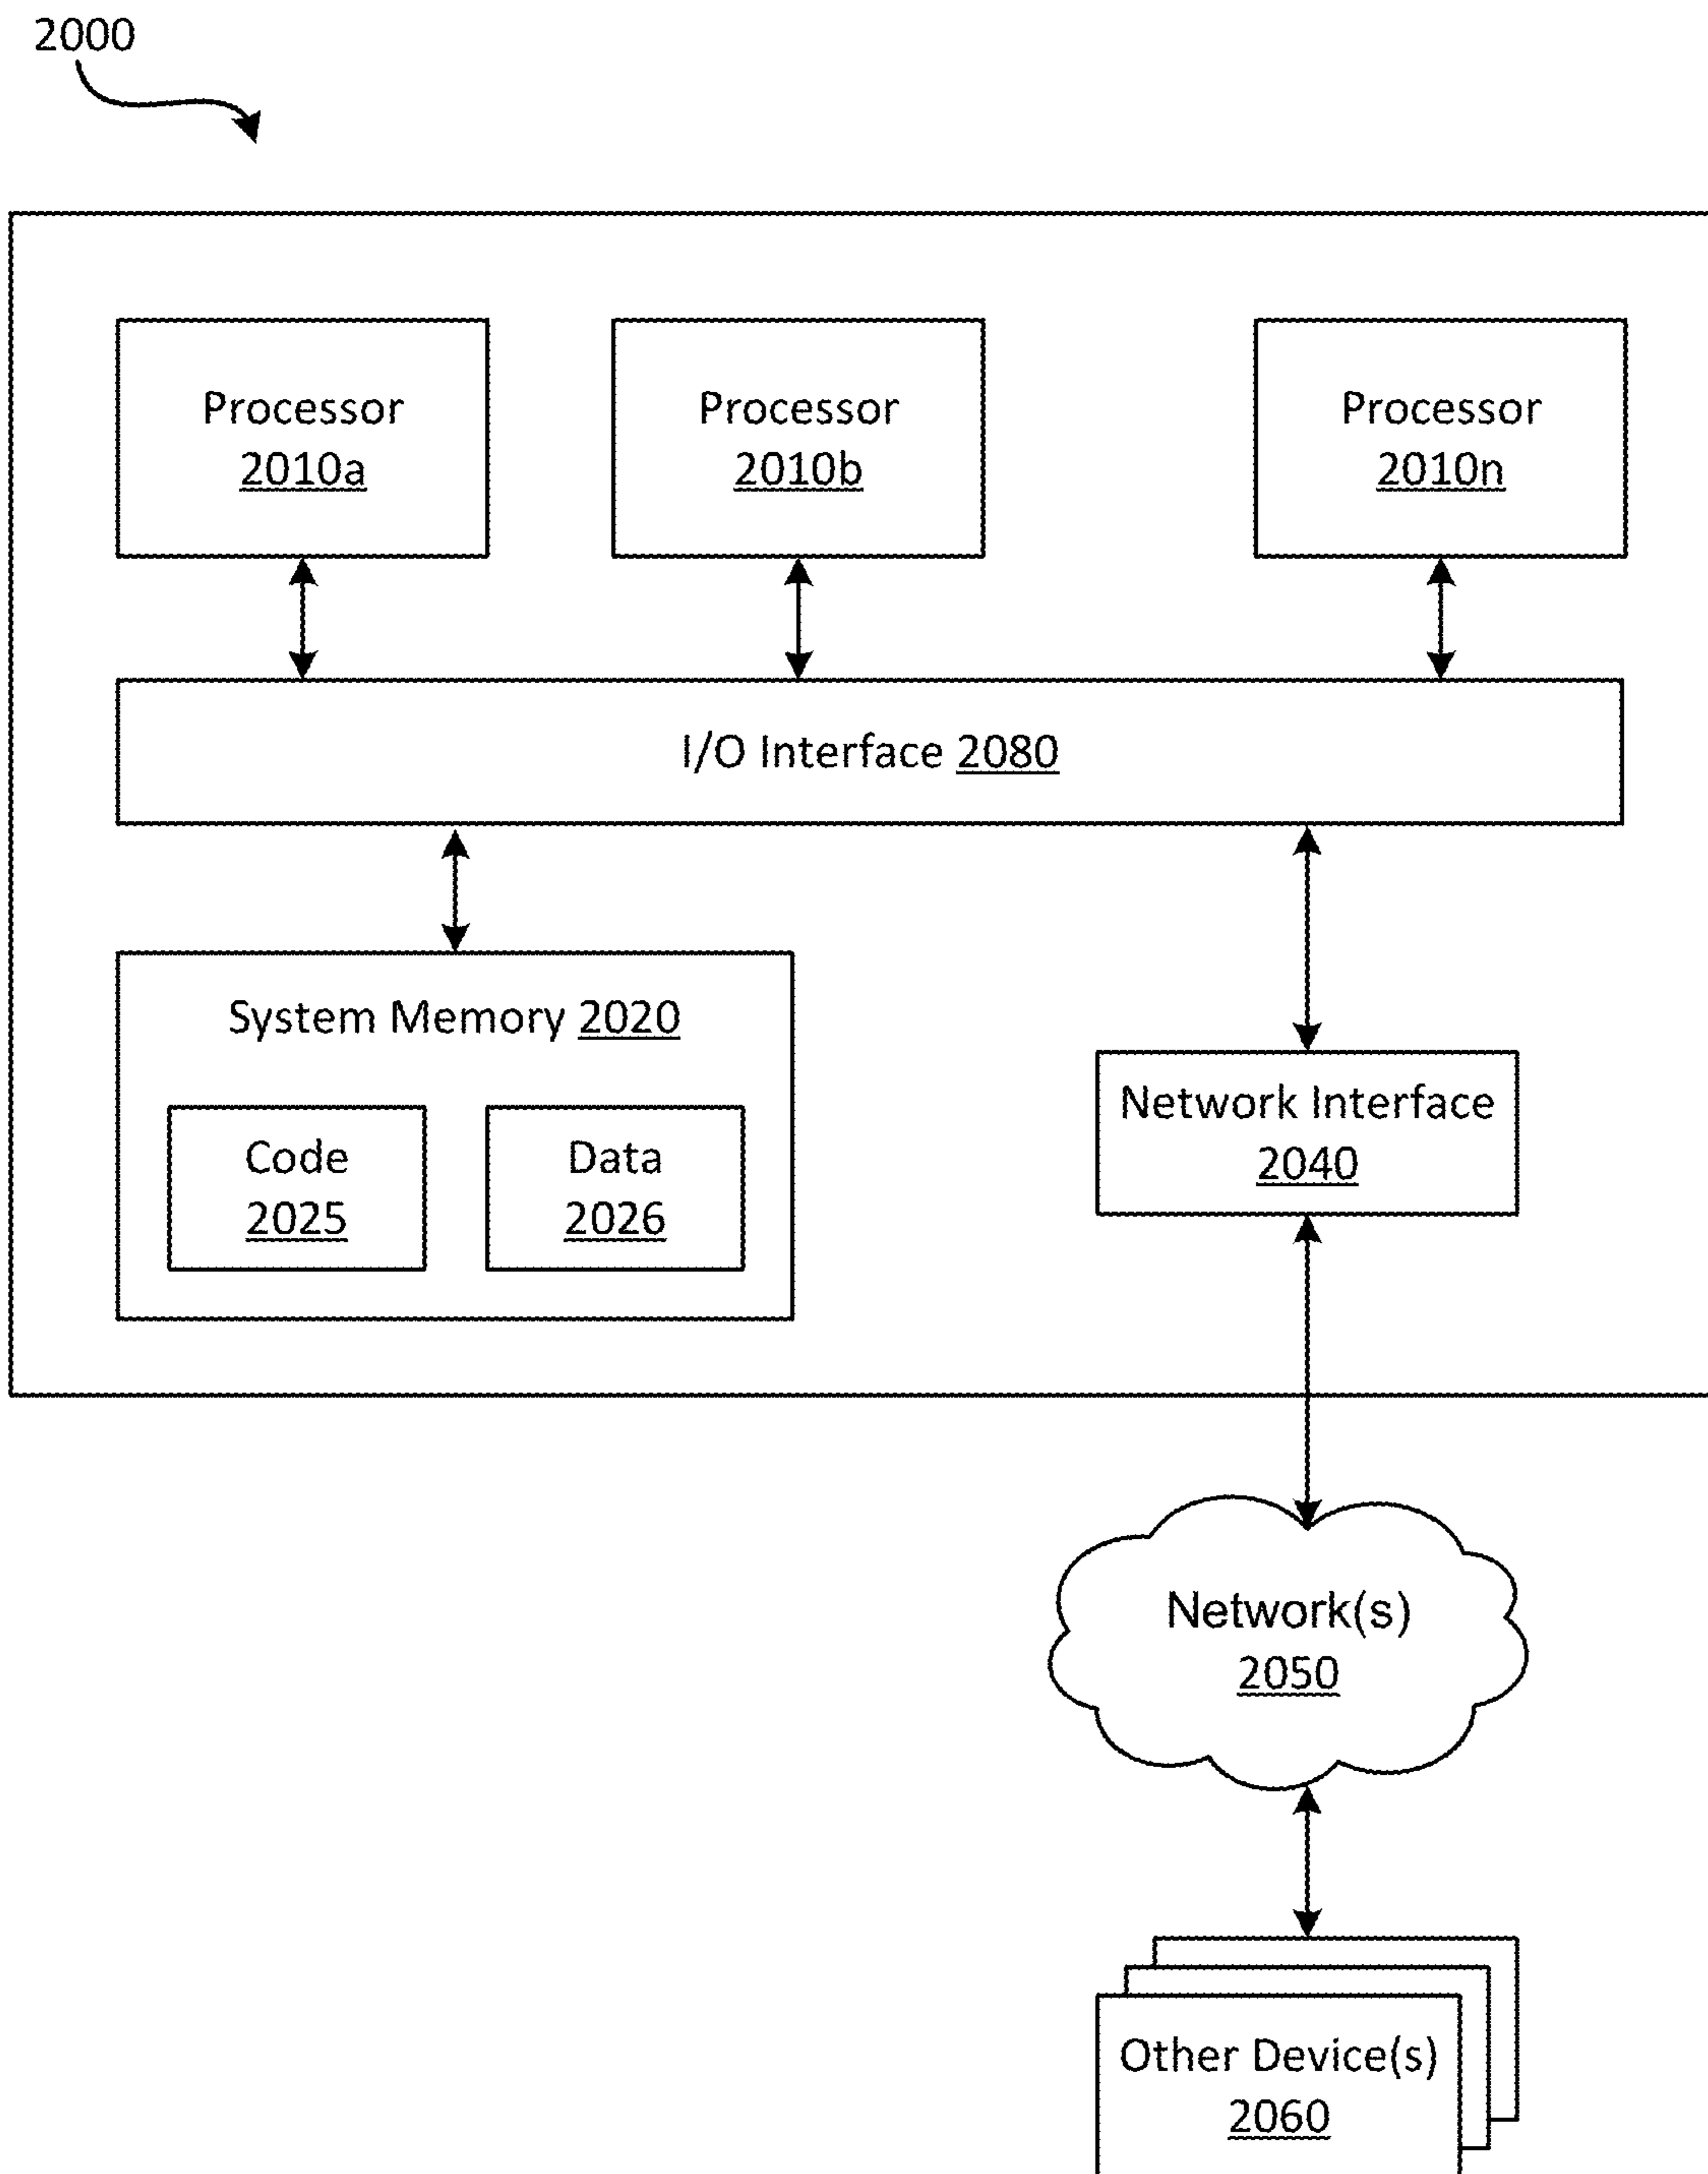 2000
Processor
2010a
Processor
2010b
Processor
2010n
I/O Interface 2080
System Memory 2020
Code
2025
Data
2026
Network Interface
2040
Network(s)
2050
Other Device(s)
2060